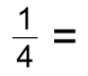 1/4 =